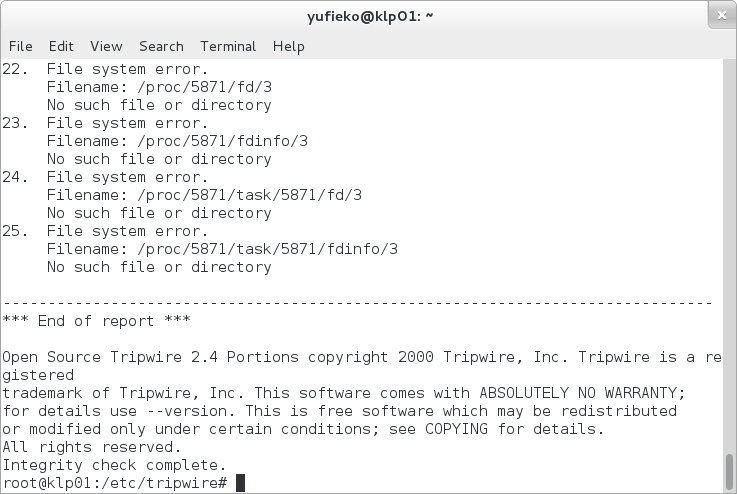 yufieko@klp01: ~
File Edit View Search Terminal Help
22. File system error.
Filename: /proc/5871/fd/3
No such file or directory
23. File system error.
Filename: /proc/5871/fdinfo/3
No such file or directory
24. File system error.
Filename: /proc/5871/task/5871/fd/3
No such file or directory
25. File system error.
Filename: /proc/5871/task/5871/fdinfo/3
No such file or directory
-------------------------------------------------------------------------------
*** End of report ***
Open Source Tripwire 2.4 Portions copyright 2000 Tripwire, Inc. Tripwire is a re
gistered
trademark of Tripwire, Inc. This software comes with ABSOLUTELY NO WARRANTY;
for details use --version. This is free software which may be redistributed
or modified only under certain conditions; see COPYING for details.
All rights reserved.
Integrity check complete.
root@klp01:/etc/tripwire#